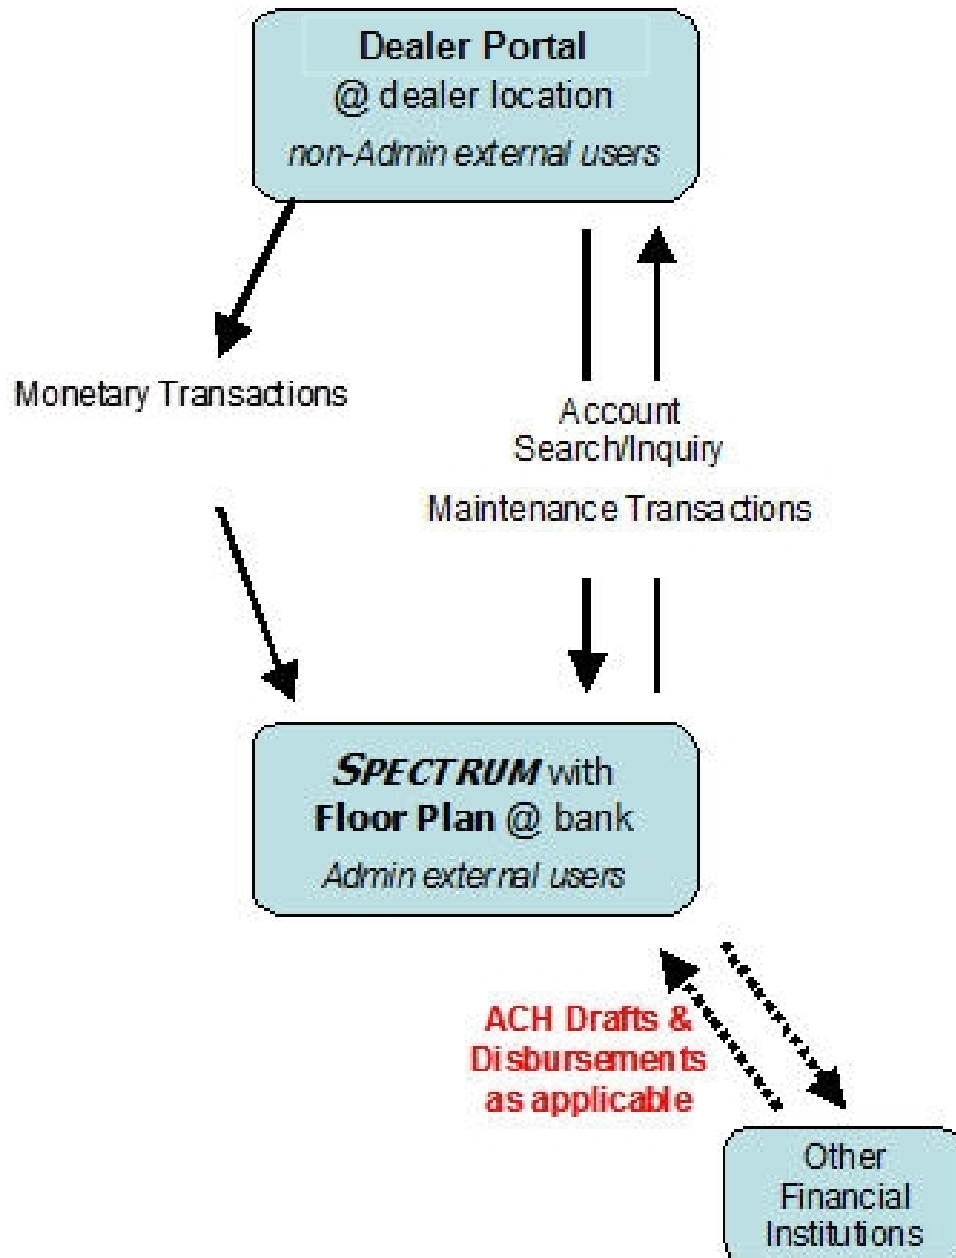 Dealer Portal
@ dealer location
non-Admin external users
Monetary Transactions
Account
Search/Inquiry
Maintenance Transactions
SPECTRUM with
Floor Plan @ bank
Admin external users
ACH Drafts &
Disbursements
as applicable
Other
Financial
Institutions